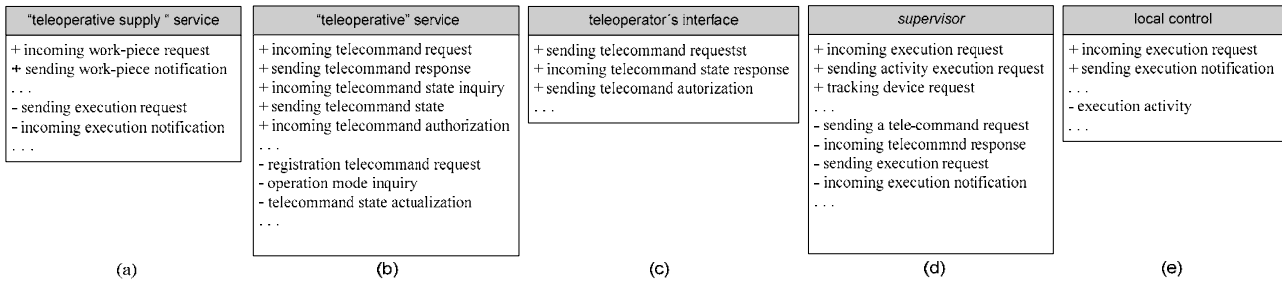 "teleoperative supply " service
+ incoming work-piece request
+ sending work-piece notification
. . .
- sending execution request
- incoming execution notification
. . .
(a)
"teleoperative" service
+ incoming telecommand request
+ sending telecommand response
+ incoming telecommand state inquiry
+ sending telecommand state
+ incoming telecommand authorization
. . .
- registration telecommand request
- operation mode inquiry
- telecommand state actualization
. . .
(b)
teleoperator´s interface
+ sending telecommand requestst
+ incoming telecommand state response
+ sending telecomand autorization
. . .
(c)
supervisor
+ incoming execution request
+ sending activity execution request
+ tracking device request
. . .
- sending a tele-command request
- incoming telecommnd response
- sending execution request
- incoming execution notification
. . .
(d)
local control
+ incoming execution request
+ sending execution notification
. . .
- execution activity
. . .
(e)